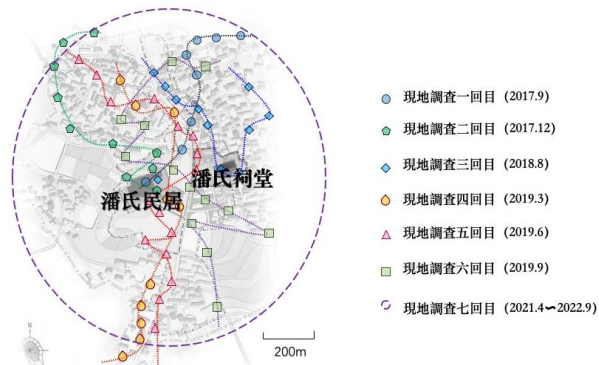 潘氏祠堂
潘氏民居
200m
現地調査一回目 (2017.9)
現地調査二回目 (2017.12)
現地調査三回目 (2018.8)
現地調査四回目 (2019.3)
現地調査五回目 (2019.6)
現地調査六回目 (2019.9)
現地調査七回目 (2021.4〜2022.9)